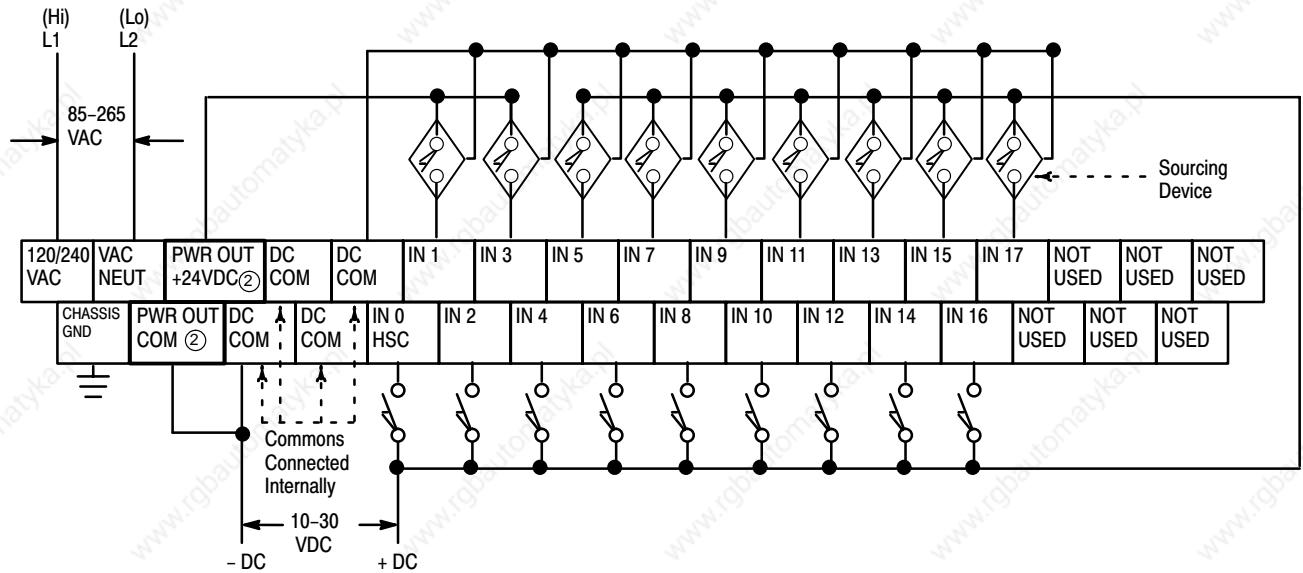 (Hi)
L1
(Lo)
L2
85–265
VAC
Sourcing
Device
120/240
VAC
VAC
NEUT
PWR OUT
+24VDC②
DC
COM
DC
COM
IN 1
IN 3
IN 5
IN 7
IN 9
IN 11
IN 13
IN 15
IN 17
NOT
USED
NOT
USED
NOT
USED
CHASSIS
GND
PWR OUT
COM ②
DC
COM
DC
COM
IN 0
HSC
IN 2
IN 4
IN 6
IN 8
IN 10
IN 12
IN 14
IN 16
NOT
USED
NOT
USED
NOT
USED
Commons
Connected
Internally
10–30
VDC
– DC
+ DC
www.rgbautomatyka.pl